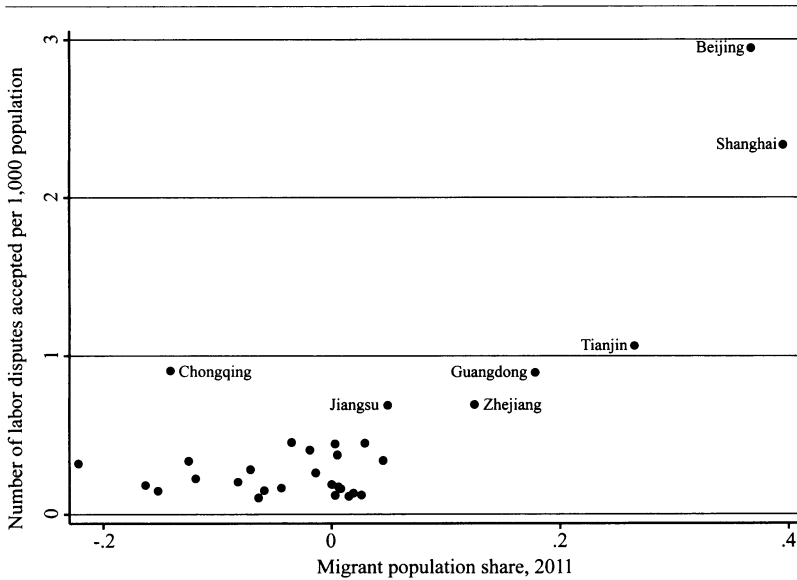 Number of labor disputes accepted per 1,000 population
3
2
1
0
Beijing
Shanghai
Tianjin
Chongqing
Guangdong
Jiangsu
Zhejiang
-.2
0
.2
.4
Migrant population share, 2011